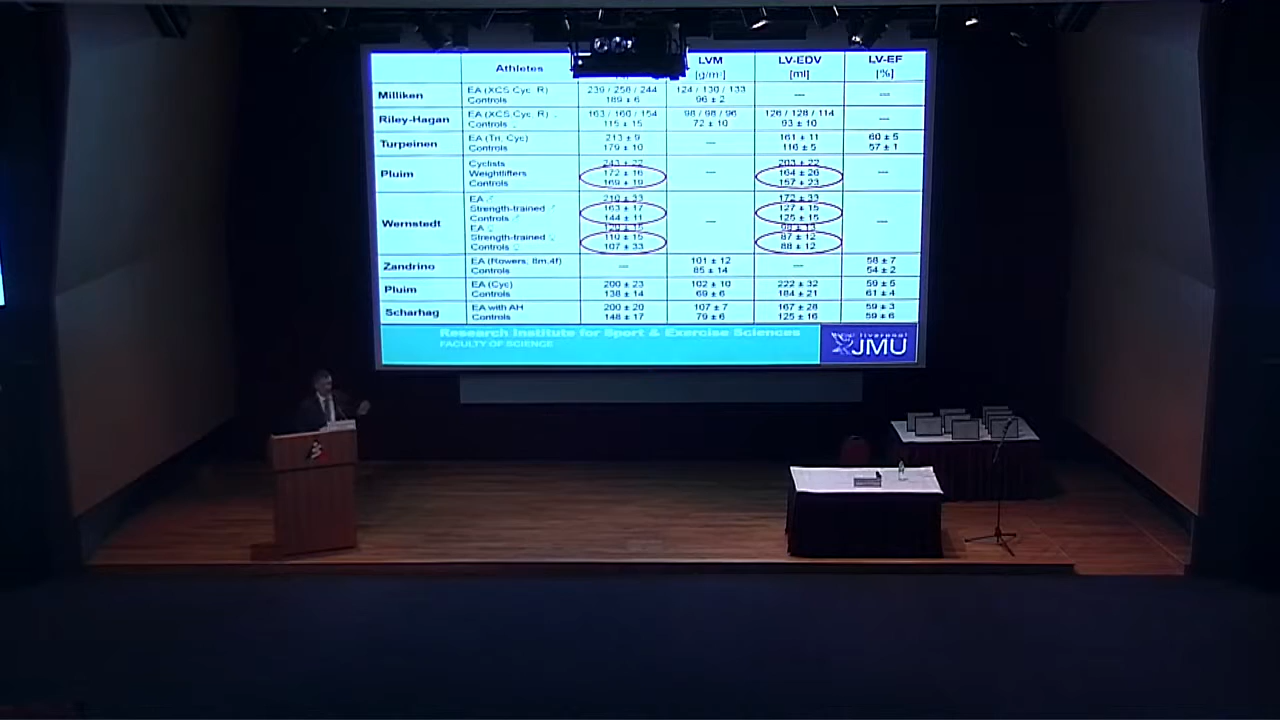 Athletes
LVM
[g/m²]
LV-EDV
[ml]
LV-EF
[%]
Milliken
EA (XCS Cyc, R)
Controls
239 / 258 / 244
189 ± 6
124 / 130 / 133
96 ± 2
---
---
Riley-Hagan
EA (XCS Cyc, R)
Controls
163 / 160 / 154
115 ± 15
98 / 98 / 96
72 ± 10
126 / 128 / 114
93 ± 10
---
Turpeinen
EA (Tri, Cyc)
Controls
213 ± 9
179 ± 10
---
161 ± 11
116 ± 5
60 ± 5
57 ± 1
Pluim
Cyclists
Weightlifters
Controls
243 ± 22
172 ± 16
169 ± 19
---
203 ± 22
164 ± 26
157 ± 23
---
Wernstedt
EA ♂
Strength-trained ♂
Controls ♂
EA ♀
Strength-trained ♀
Controls ♀
210 ± 33
163 ± 17
144 ± 11
110 ± 15
107 ± 33
---
172 ± 33
127 ± 15
125 ± 15
87 ± 12
88 ± 12
---
Zandrino
EA (Rowers; 8m,4f)
Controls
---
101 ± 12
85 ± 14
---
58 ± 7
54 ± 2
Pluim
EA (Cyc)
Controls
200 ± 23
138 ± 14
102 ± 10
69 ± 6
222 ± 32
184 ± 21
59 ± 5
61 ± 4
Scharhag
EA with AH
Controls
200 ± 20
148 ± 17
107 ± 7
79 ± 6
167 ± 28
125 ± 16
59 ± 3
59 ± 6
Research Institute for Sport & Exercise Sciences
FACULTY OF SCIENCE
Liverpool
JMU